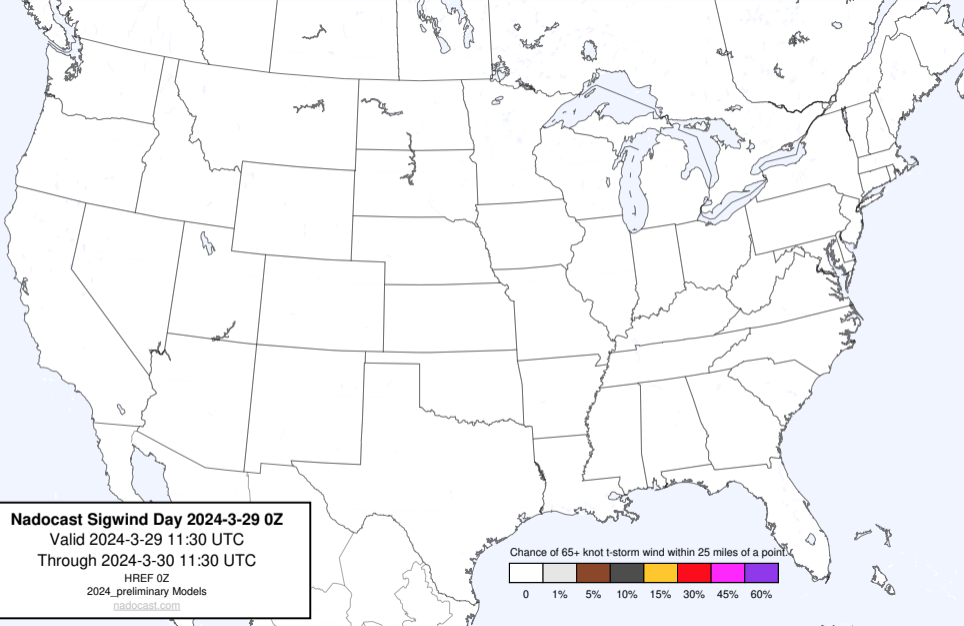 Nadocast Sigwind Day 2024-3-29 0Z
Valid 2024-3-29 11:30 UTC
Through 2024-3-30 11:30 UTC
HREF 0Z
2024_preliminary Models
nadocast.com
Chance of 65+ knot t-storm wind within 25 miles of a point.
0 1% 5% 10% 15% 30% 45% 60%